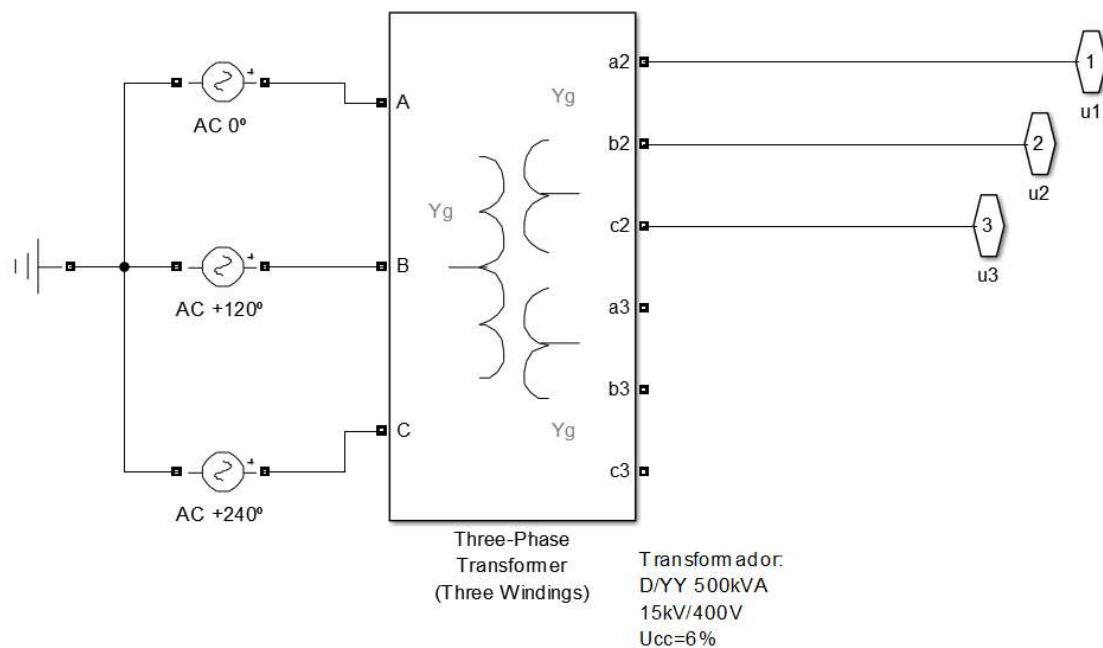 AC 0º
AC +120º
AC +240º
A
B
C
Yg
Yg
Yg
a2
b2
c2
a3
b3
c3
1
u1
2
u2
3
u3
Three-Phase
Transformer
(Three Windings)
Transformador:
D/YY 500kVA
15kV/400V
Ucc=6%